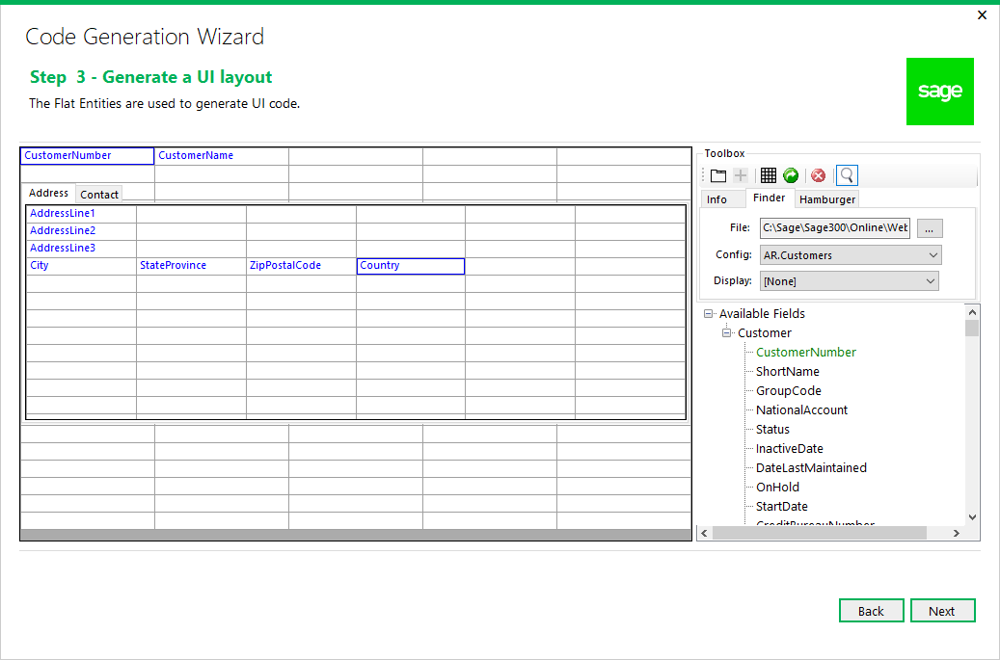 Code Generation Wizard
Step 3 - Generate a UI layout
The Flat Entities are used to generate UI code.
sage
CustomerNumber CustomerName
Address Contact
AddressLine1
AddressLine2
AddressLine3
City StateProvince ZipPostalCode Country
Toolbox
Info Finder Hamburger
File: C:\Sage\Sage300\Online\Web ...
Config: AR.Customers
Display: [None]
Available Fields
Customer
CustomerNumber
ShortName
GroupCode
NationalAccount
Status
InactiveDate
DateLastMaintained
OnHold
StartDate
CreditBureauNumber
Back Next